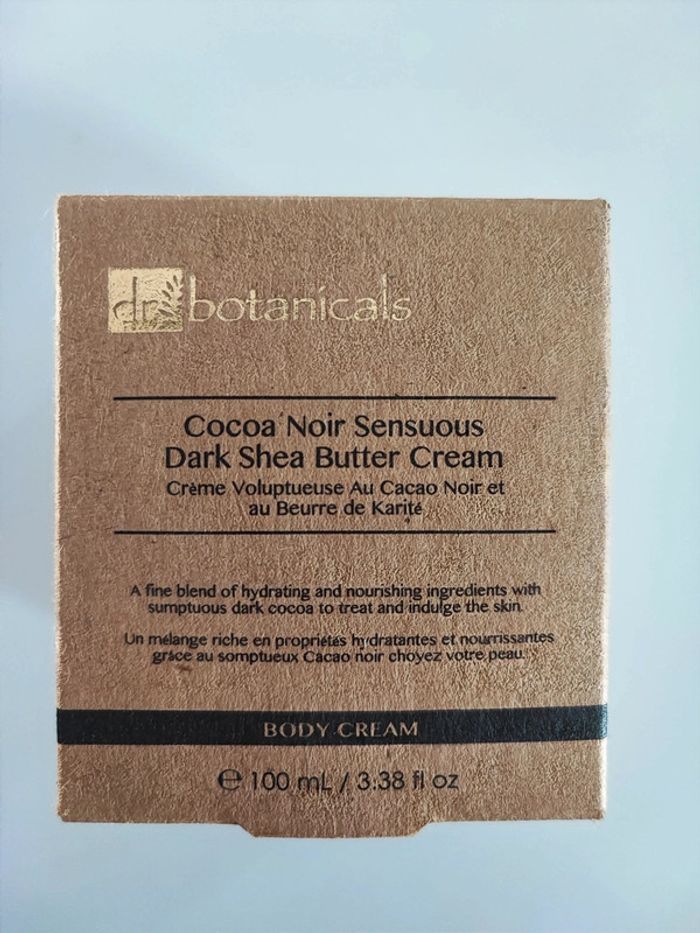 dr botanicals
Cocoa Noir Sensuous
Dark Shea Butter Cream
Crème Voluptueuse Au Cacao Noir et
au Beurre de Karité
A fine blend of hydrating and nourishing ingredients with
sumptuous dark cocoa to treat and indulge the skin.
Un mélange riche en propriétés hydratantes et nourrissantes
grâce au somptueux Cacao noir choyez votre peau.
BODY CREAM
℮ 100 mL / 3.38 fl oz